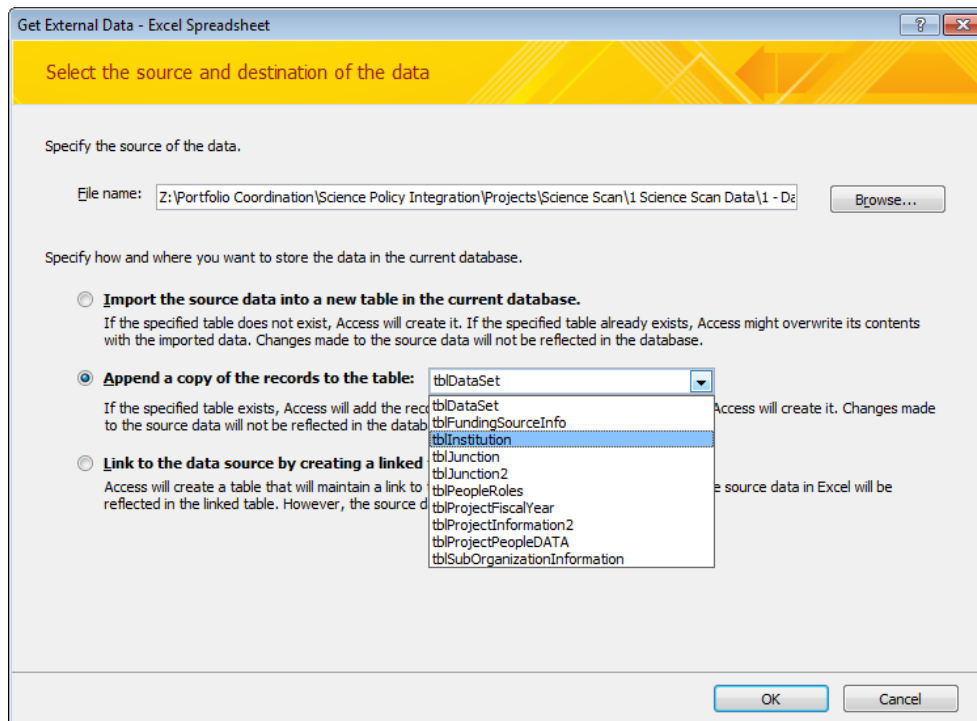 Get External Data - Excel Spreadsheet
Select the source and destination of the data
Specify the source of the data.
File name: Z:\Portfolio Coordination\Science Policy Integration\Projects\Science Scan\1 Science Scan Data\1 - Da
Browse...
Specify how and where you want to store the data in the current database.
Import the source data into a new table in the current database.
If the specified table does not exist, Access will create it. If the specified table already exists, Access might overwrite its contents
with the imported data. Changes made to the source data will not be reflected in the database.
Append a copy of the records to the table: tblDataSet
If the specified table exists, Access will add the reco Access will create it. Changes made
to the source data will not be reflected in the datab
tblDataSet
tblFundingSourceInfo
tblInstitution
tblJunction
tblJunction2
tblPeopleRoles
tblProjectFiscalYear
tblProjectInformation2
tblProjectPeopleDATA
tblSubOrganizationInformation
Link to the data source by creating a linked
Access will create a table that will maintain a link to e source data in Excel will be
reflected in the linked table. However, the source d
OK
Cancel